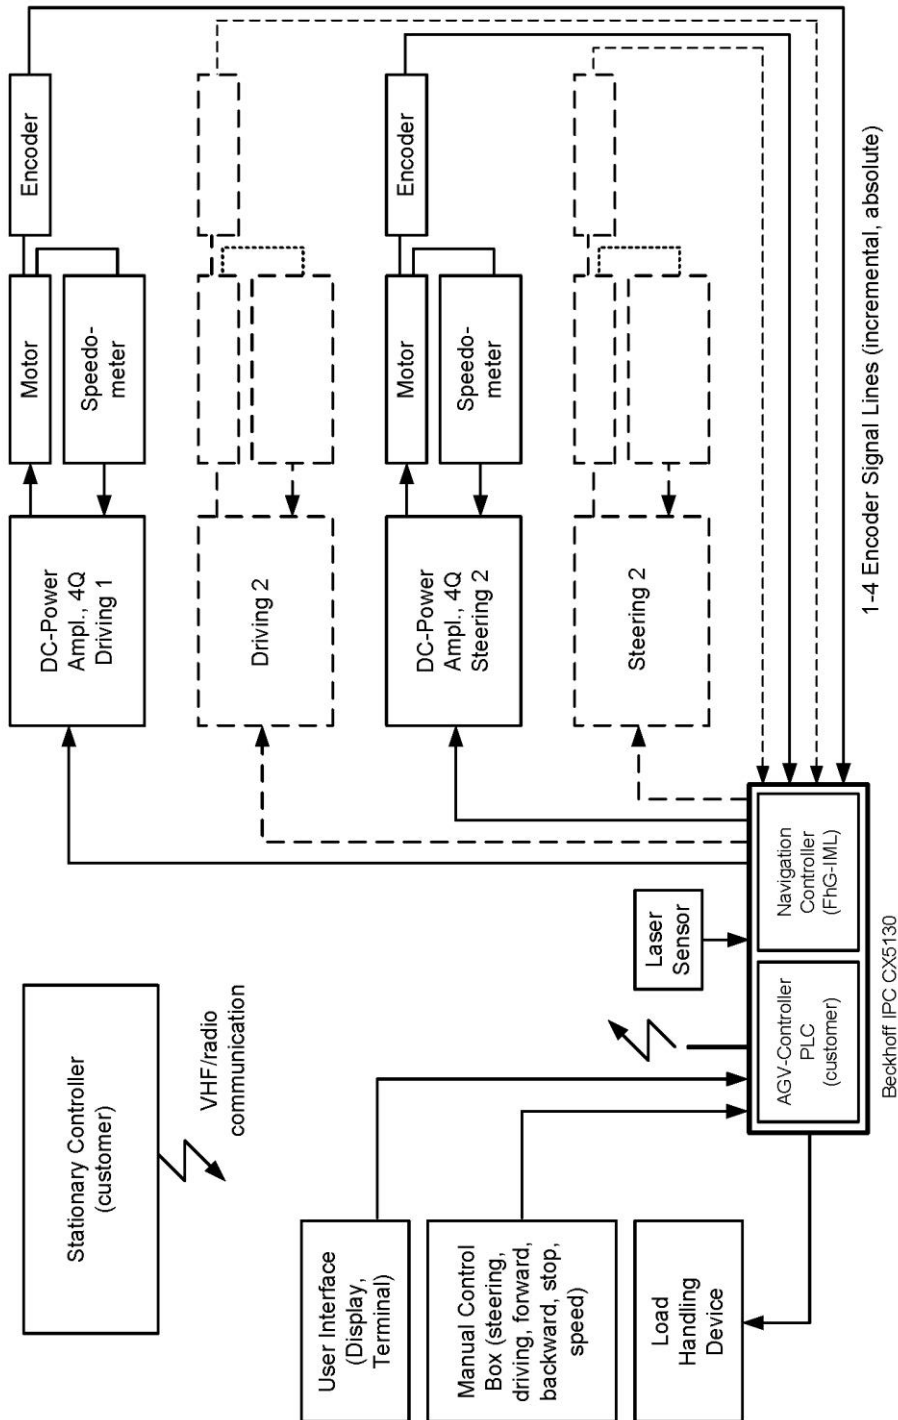 Stationary Controller
(customer)
VHF/radio
communication
User Interface
(Display,
Terminal)
Manual Control
Box (steering,
driving, forward,
backward, stop,
speed)
Load
Handling
Device
Laser
Sensor
AGV-Controller
PLC
(customer)
Navigation
Controller
(FhG-IML)
Beckhoff IPC CX5130
DC-Power
Ampl., 4Q
Driving 1
Motor
Speedo-
meter
Encoder
Driving 2
DC-Power
Ampl., 4Q
Steering 2
Motor
Speedo-
meter
Encoder
Steering 2
1-4 Encoder Signal Lines (incremental, absolute)